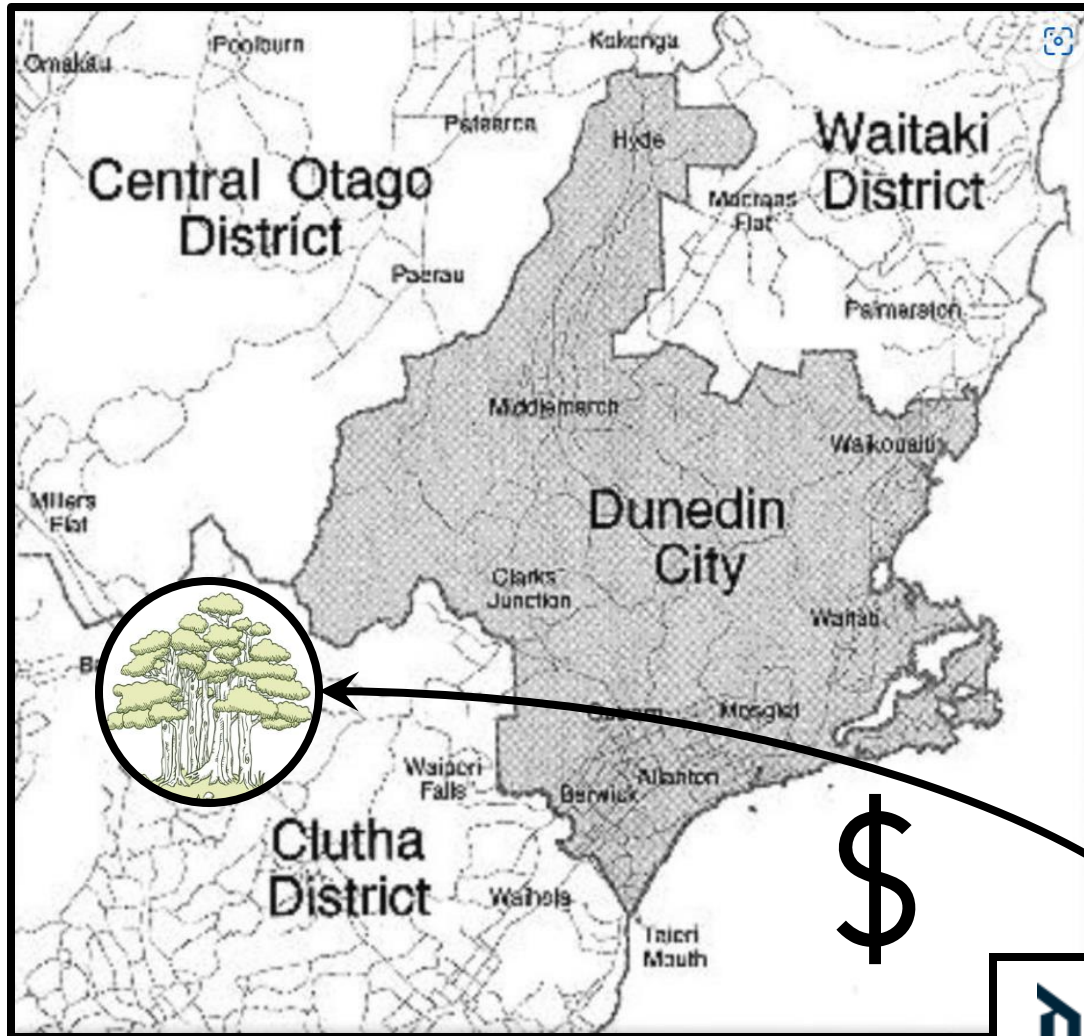 Omakau
Poolburn
Kokonga
Patearoa
Hyde
Waitaki
District
Central Otago
District
Macraes
Flat
Paerau
Palmerston
Middlemarch
Waikouaiti
Millers
Flat
Dunedin
City
Clarks
Junction
Waitati
Mosgiel
Waipori
Falls
Allanton
Berwick
Clutha
District
$
Waihola
Taieri
Mouth